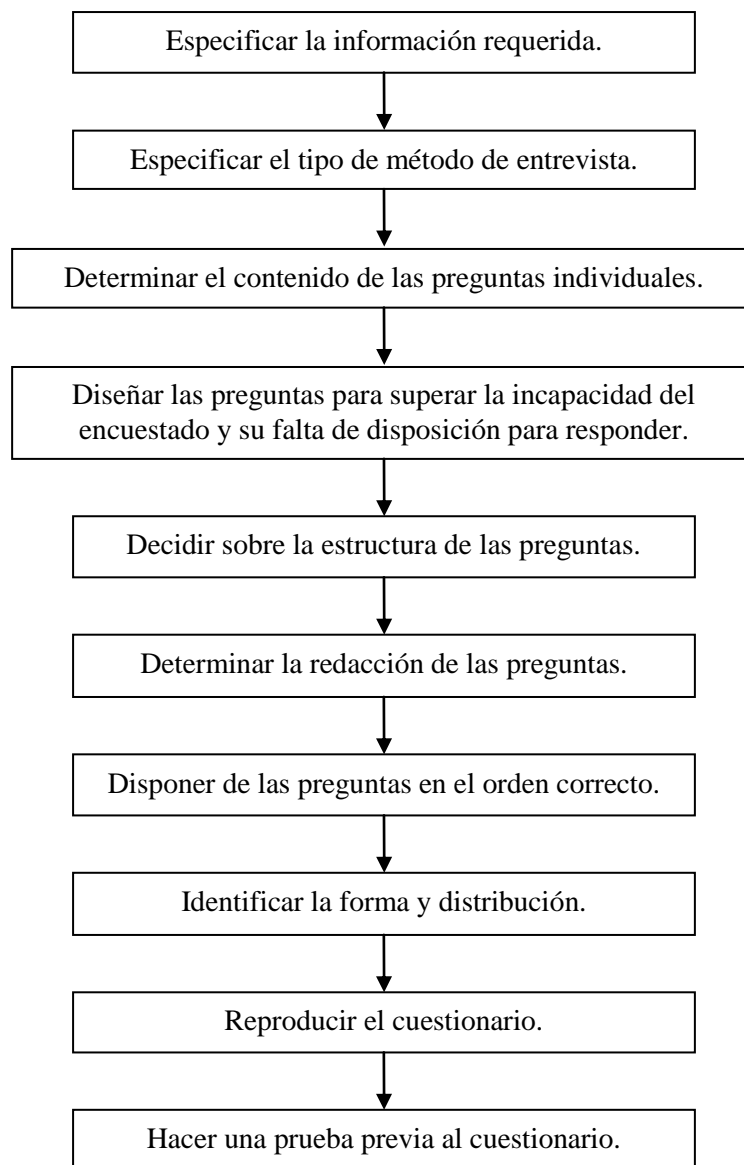 Especificar la información requerida.
Especificar el tipo de método de entrevista.
Determinar el contenido de las preguntas individuales.
Diseñar las preguntas para superar la incapacidad del
encuestado y su falta de disposición para responder.
Decidir sobre la estructura de las preguntas.
Determinar la redacción de las preguntas.
Disponer de las preguntas en el orden correcto.
Identificar la forma y distribución.
Reproducir el cuestionario.
Hacer una prueba previa al cuestionario.